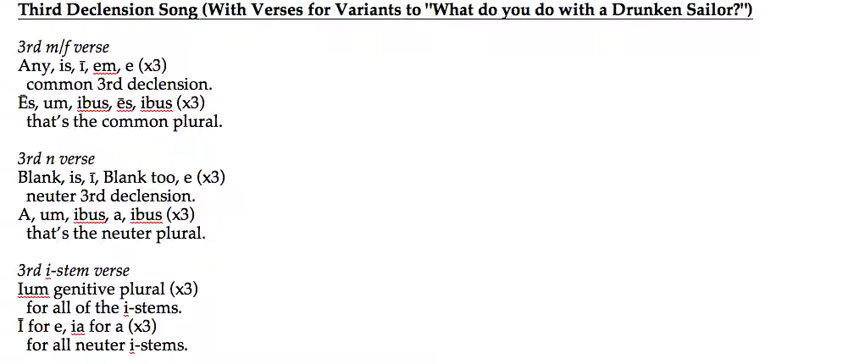 Third Declension Song (With Verses for Variants to "What do you do with a Drunken Sailor?")
3rd m/f verse
Any, is, ī, em, e (x3)
common 3rd declension.
Ēs, um, ibus, ēs, ibus (x3)
that's the common plural.
3rd n verse
Blank, is, ī, Blank too, e (x3)
neuter 3rd declension.
A, um, ibus, a, ibus (x3)
that's the neuter plural.
3rd i-stem verse
Ium genitive plural (x3)
for all of the i-stems.
Ī for e, ia for a (x3)
for all neuter i-stems.